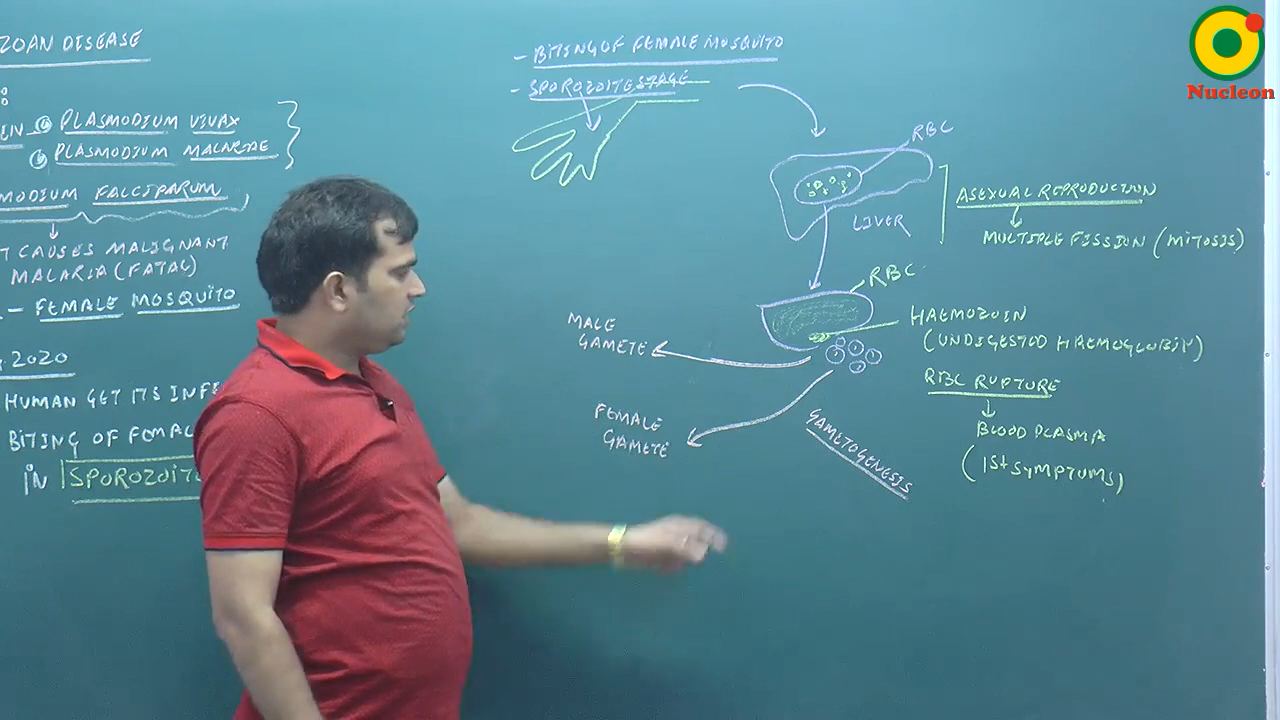 ZOAN DISEASE
EIN ⓐ PLASMODIUM VIVAX
ⓑ PLASMODIUM MALARIAE
MODIUM FALCIPARUM
T CAUSES MALIGNANT
MALARIA (FATAL)
- FEMALE MOSQUITO
2020
HUMAN GET ITS INFE
BITING OF FEMAL
IN SPOROZOITE
- BITING OF FEMALE MOSQUITO
- SPOROZOITE STAGE
RBC
LIVER
ASEXUAL REPRODUCTION
MULTIPLE FISSION (MITOSIS)
RBC
HAEMOZOIN
(UNDIGESTED HAEMOGLOBIN)
MALE
GAMETE
FEMALE
GAMETE
GAMETOGENESIS
RBC RUPTURE
BLOOD PLASMA
(1st SYMPTUMS)
Nucleon